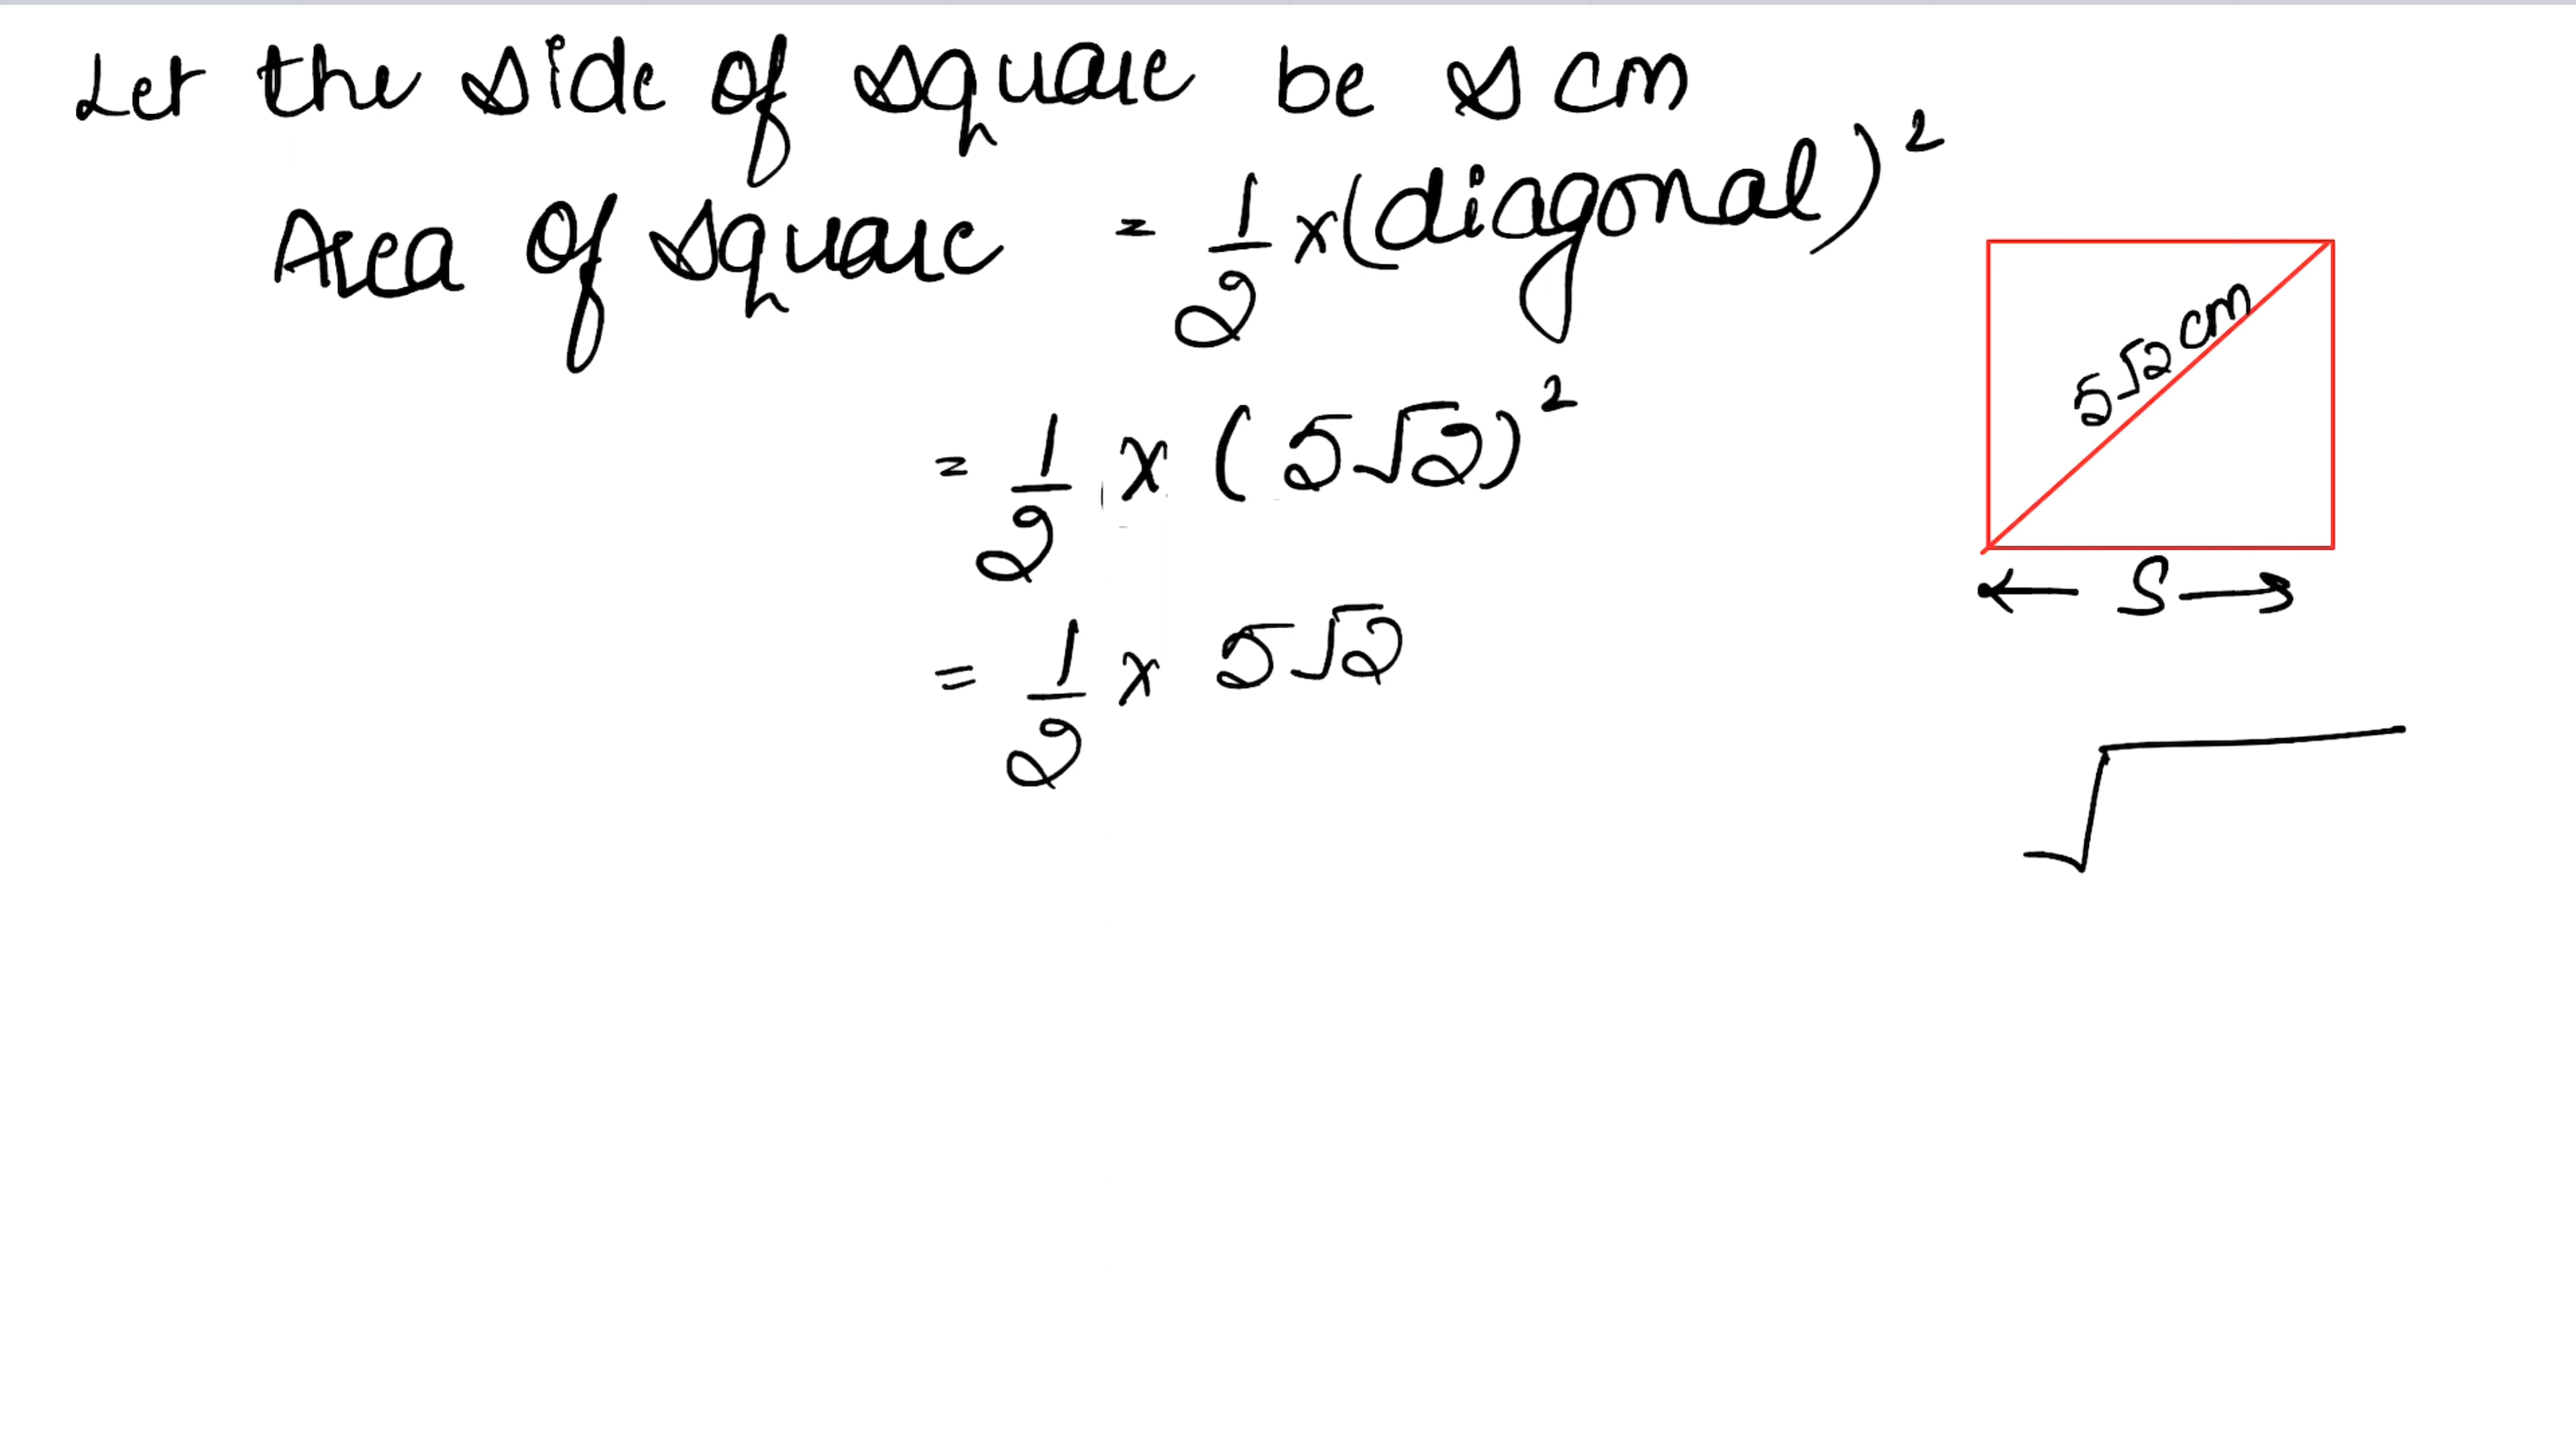 Let the side of square be s cm
Area of square = 1/2 x (diagonal)²
= 1/2 x (5√2)²
= 1/2 x 5√2
5√2 cm
← S →
√